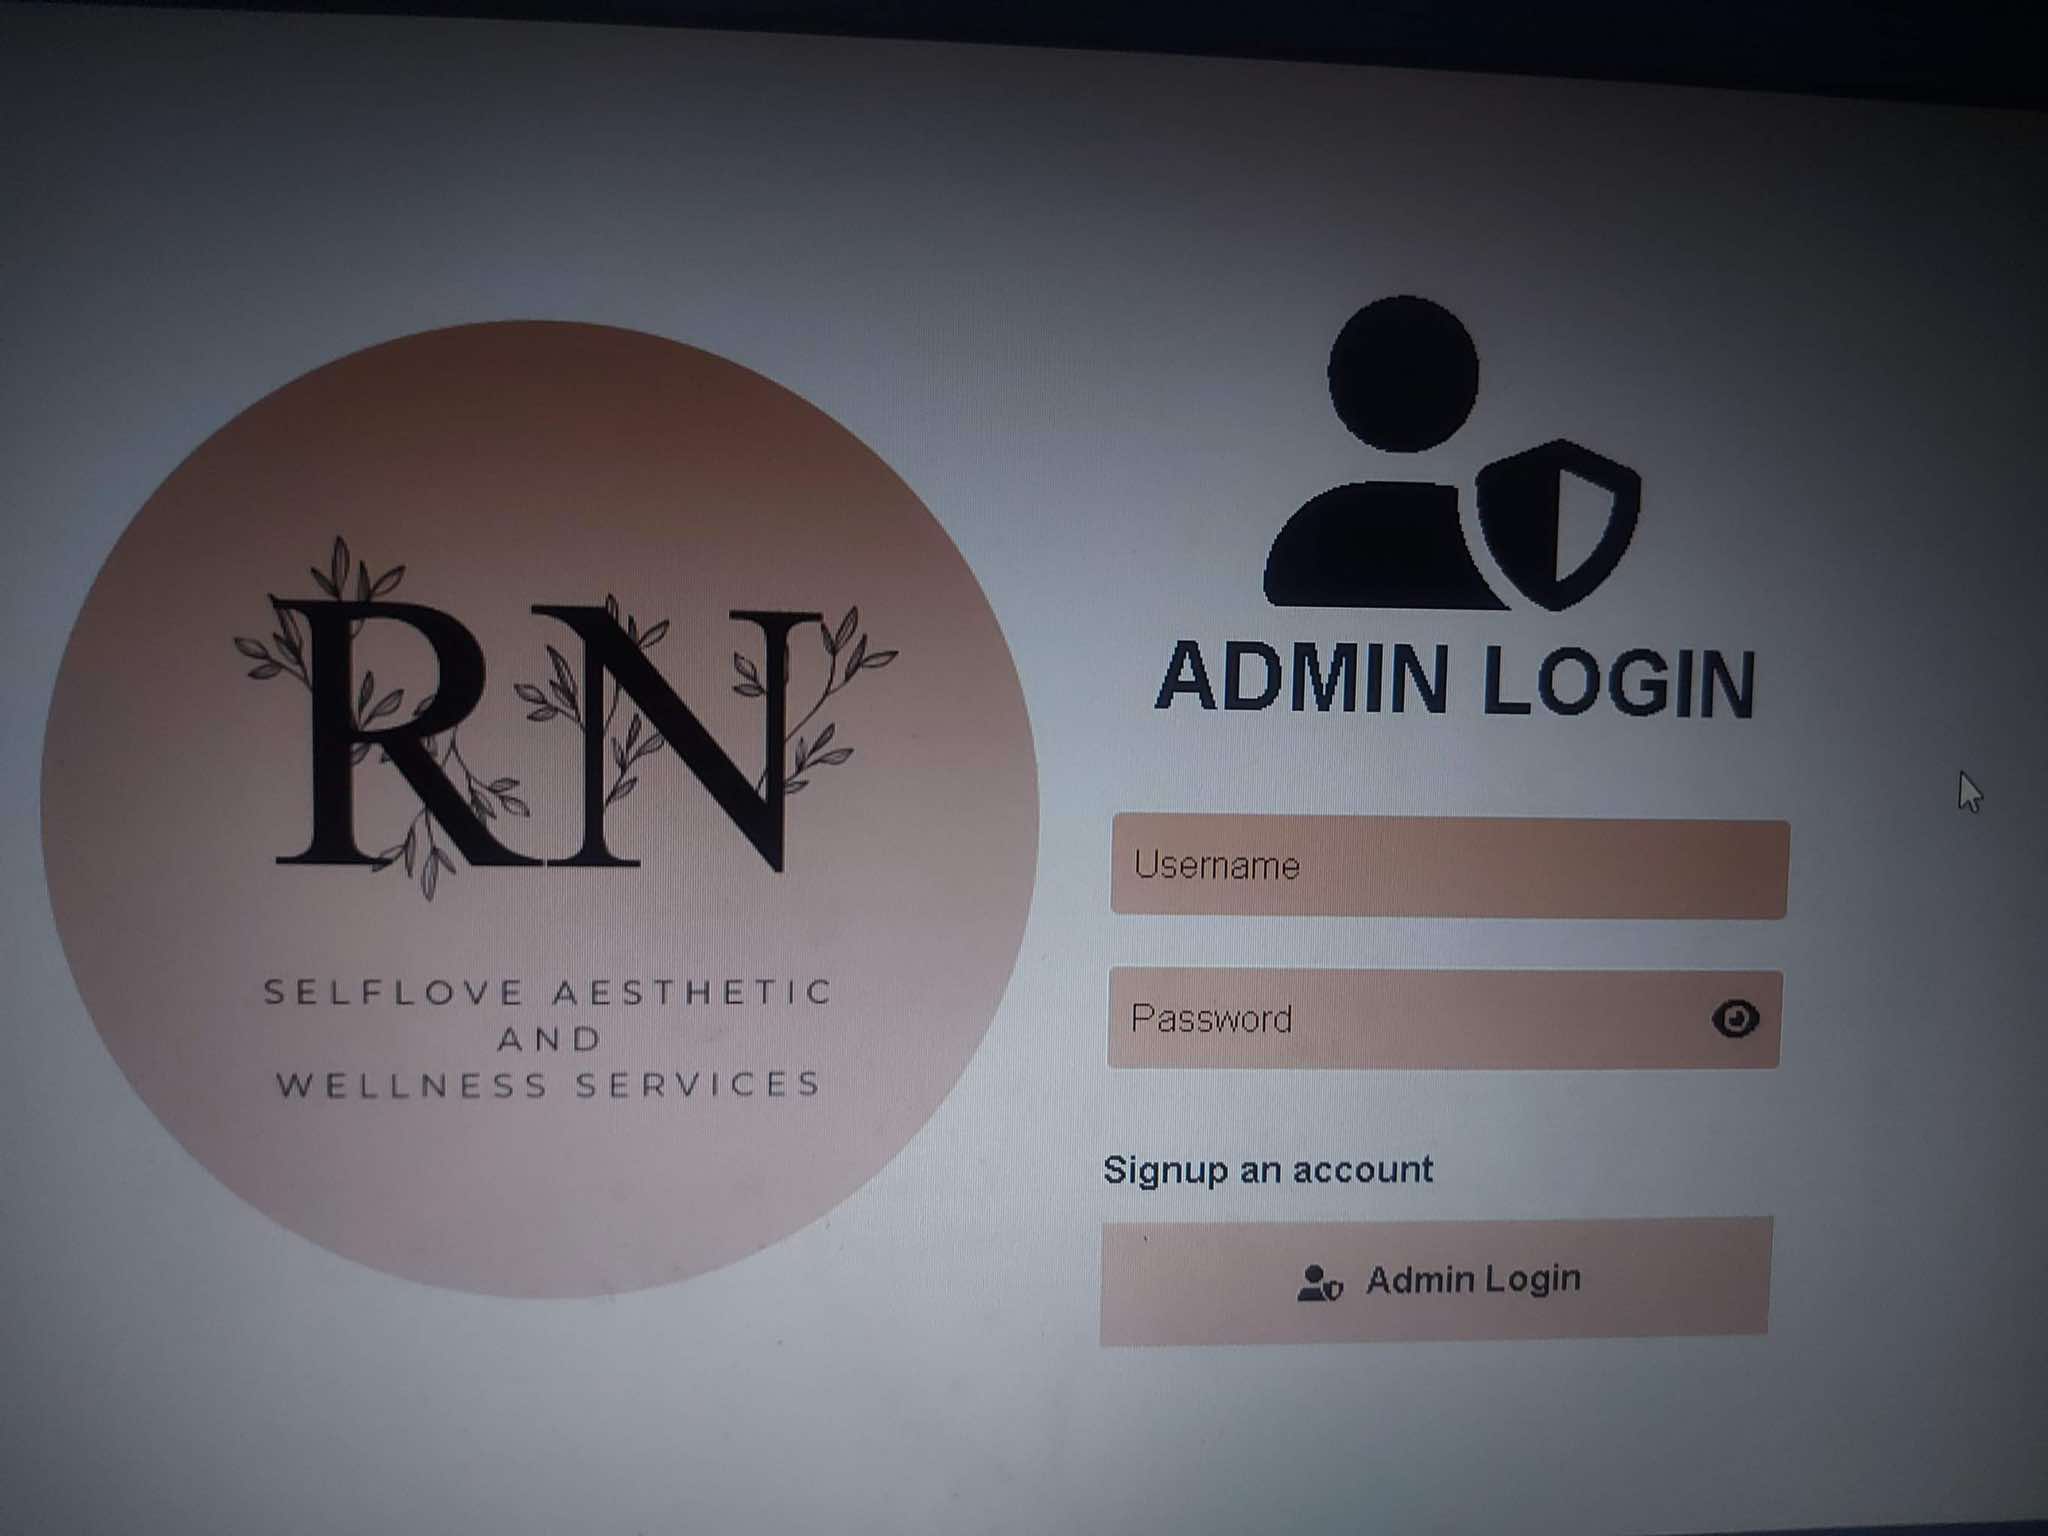 RN
SELFLOVE AESTHETIC
AND
WELLNESS SERVICES
ADMIN LOGIN
Username
Password
Signup an account
Admin Login